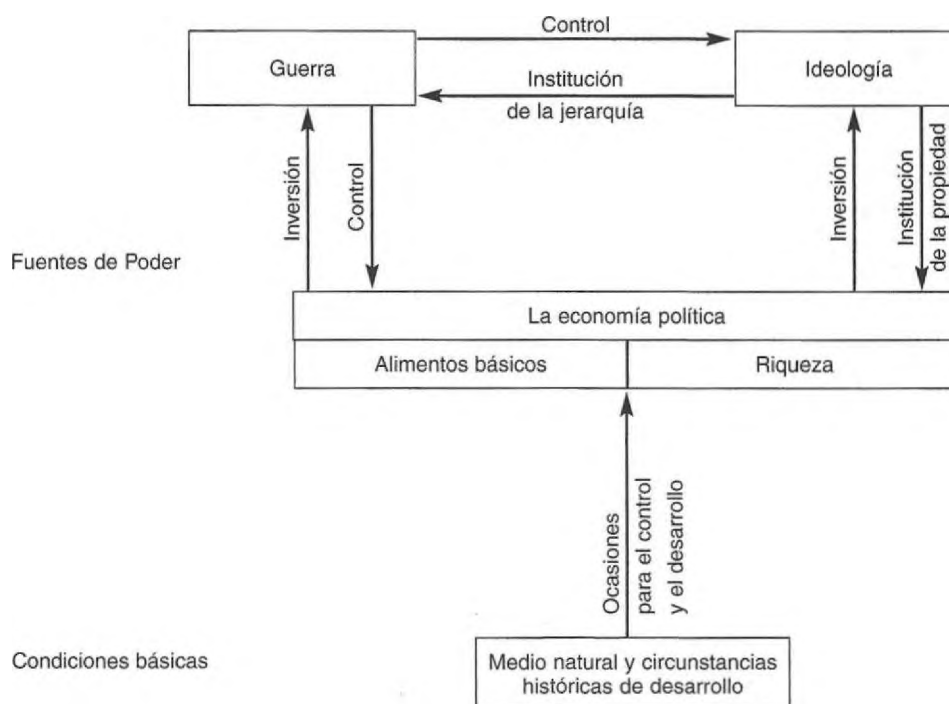 Control
Guerra
Ideología
Institución
de la jerarquía
Inversión
Control
Inversión
Institución
de la propiedad
Fuentes de Poder
La economía política
Alimentos básicos
Riqueza
Ocasiones
para el control
y el desarrollo
Condiciones básicas
Medio natural y circunstancias
históricas de desarrollo